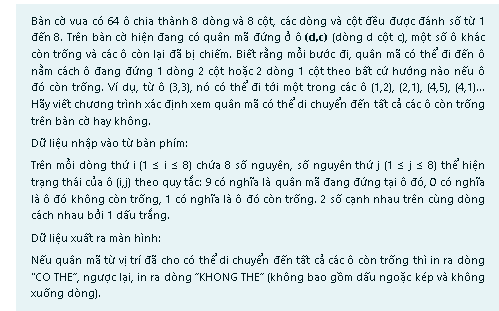 Bàn cờ vua có 64 ô chia thành 8 dòng và 8 cột, các dòng và cột đều được đánh số từ 1
đến 8. Trên bàn cờ hiện đang có quân mã đứng ở ô (d,c) (dòng d cột c), một số ô khác
còn trống và các ô còn lại đã bị chiếm. Biết rằng mỗi bước đi, quân mã có thể đi đến ô
nằm cách ô đang đứng 1 dòng 2 cột hoặc 2 dòng 1 cột theo bất cứ hướng nào nếu ô
đó còn trống. Ví dụ, từ ô (3,3), nó có thể đi tới một trong các ô (1,2), (2,1), (4,5), (4,1)...
Hãy viết chương trình xác định xem quân mã có thể di chuyển đến tất cả các ô còn trống
trên bàn cờ hay không.
Dữ liệu nhập vào từ bàn phím:
Trên mỗi dòng thứ i (1 ≤ i ≤ 8) chứa 8 số nguyên, số nguyên thứ j (1 ≤ j ≤ 8) thể hiện
trạng thái của ô (i,j) theo quy tắc: 9 có nghĩa là quân mã đang đứng tại ô đó, 0 có nghĩa
là ô đó không còn trống, 1 có nghĩa là ô đó còn trống. 2 số cạnh nhau trên cùng dòng
cách nhau bởi 1 dấu trắng.
Dữ liệu xuất ra màn hình:
Nếu quân mã từ vị trí đã cho có thể di chuyển đến tất cả các ô còn trống thì in ra dòng
"CO THE", ngược lại, in ra dòng "KHONG THE" (không bao gồm dấu ngoặc kép và không
xuống dòng).